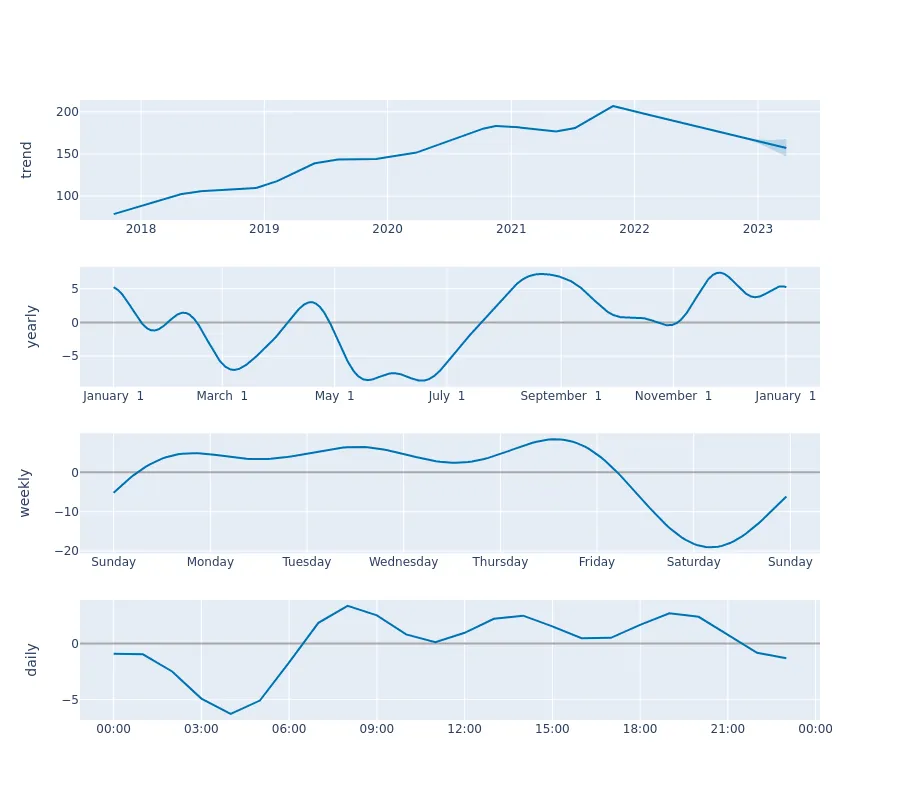 trend
200
150
100
2018 2019 2020 2021 2022 2023
yearly
5
0
−5
January 1 March 1 May 1 July 1 September 1 November 1 January 1
weekly
0
−10
−20
Sunday Monday Tuesday Wednesday Thursday Friday Saturday Sunday
daily
0
−5
00:00 03:00 06:00 09:00 12:00 15:00 18:00 21:00 00:00